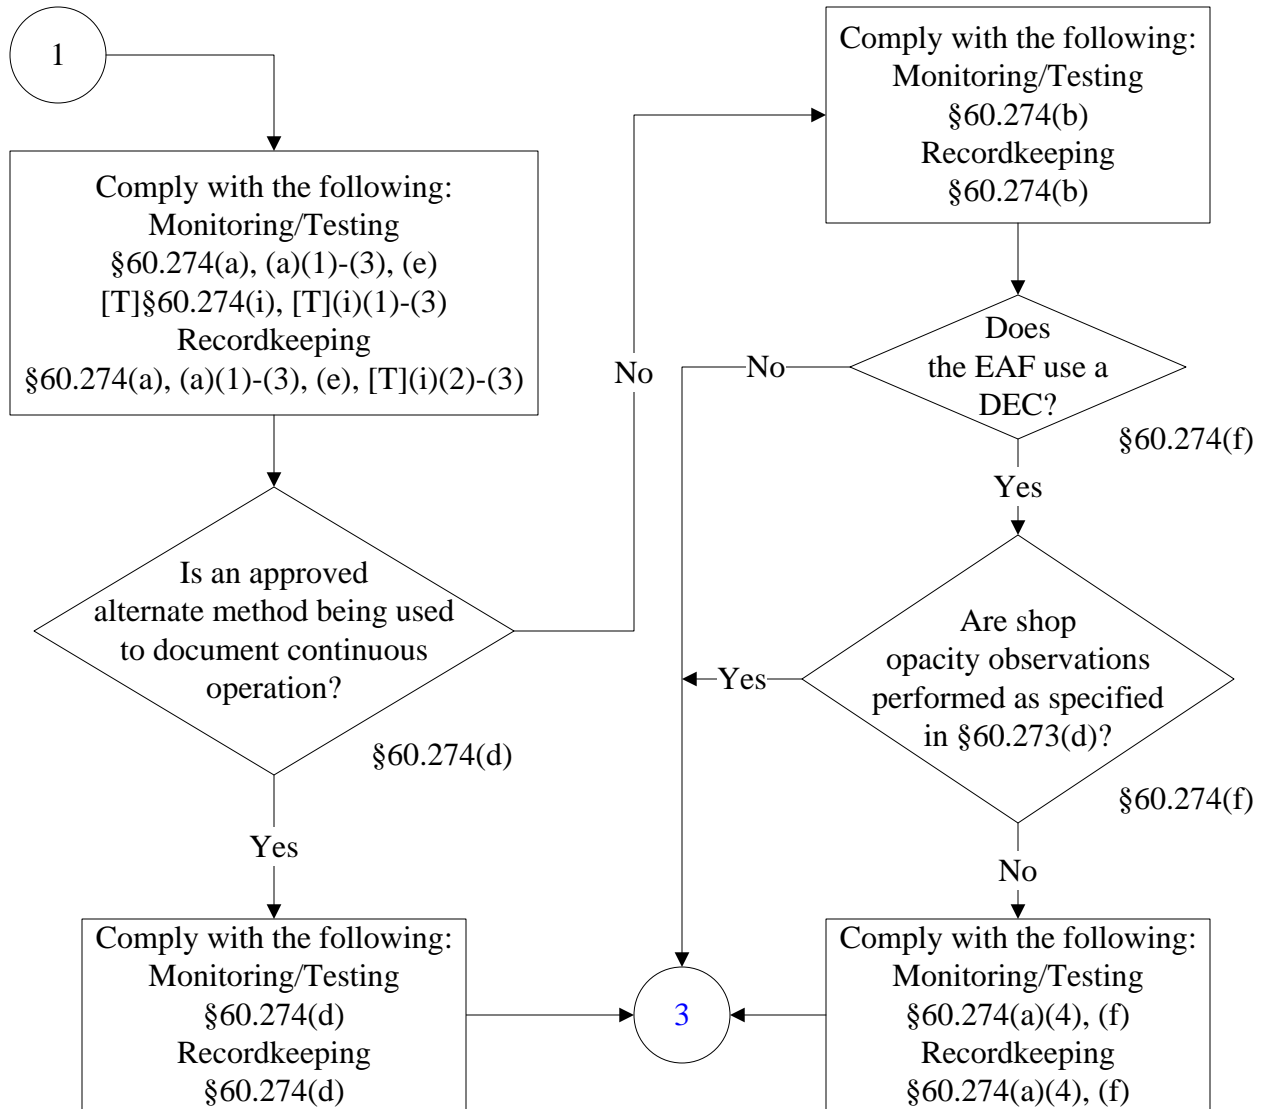 1
Comply with the following:
Monitoring/Testing
§60.274(a), (a)(1)-(3), (e)
[T]§60.274(i), [T](i)(1)-(3)
Recordkeeping
§60.274(a), (a)(1)-(3), (e), [T](i)(2)-(3)
Is an approved
alternate method being used
to document continuous
operation?
§60.274(d)
Yes
No
Comply with the following:
Monitoring/Testing
§60.274(d)
Recordkeeping
§60.274(d)
Comply with the following:
Monitoring/Testing
§60.274(b)
Recordkeeping
§60.274(b)
Does
the EAF use a
DEC?
§60.274(f)
No
Yes
Are shop
opacity observations
performed as specified
in §60.273(d)?
§60.274(f)
Yes
No
Comply with the following:
Monitoring/Testing
§60.274(a)(4), (f)
Recordkeeping
§60.274(a)(4), (f)
3